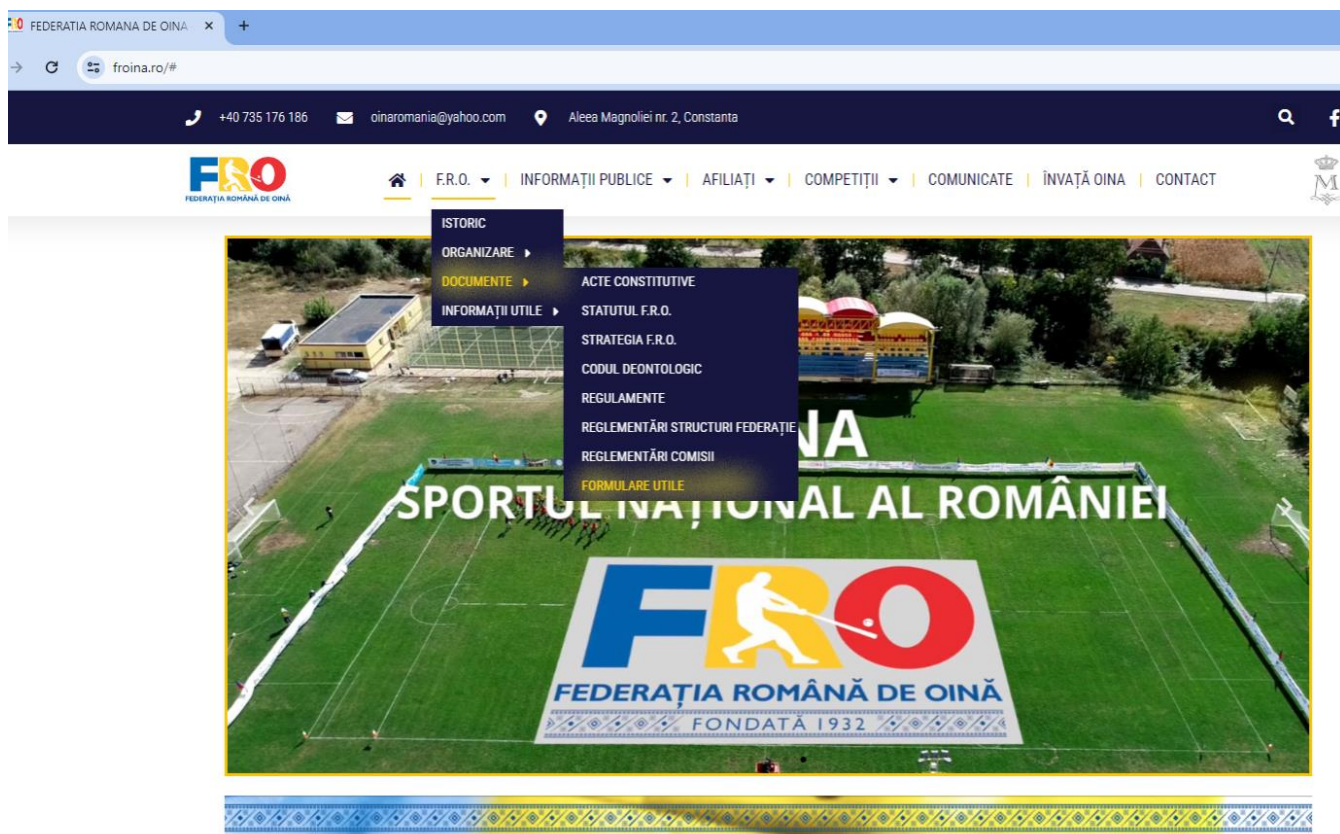 FEDERATIA ROMANA DE OINA
froina.ro/#
+40 735 176 186 oinaromania@yahoo.com Aleea Magnoliei nr. 2, Constanta
FRO
FEDERAȚIA ROMÂNĂ DE OINĂ
F.R.O. INFORMAȚII PUBLICE AFILIAȚI COMPETIȚII COMUNICATE ÎNVAȚĂ OINA CONTACT
M
ISTORIC
ORGANIZARE
DOCUMENTE
INFORMAȚII UTILE
ACTE CONSTITUTIVE
STATUTUL F.R.O.
STRATEGIA F.R.O.
CODUL DEONTOLOGIC
REGULAMENTE
REGLEMENTĂRI STRUCTURI FEDERAȚIE
REGLEMENTĂRI COMISII
FORMULARE UTILE
SPORTUL NAȚIONAL AL ROMÂNIEI
FRO
FEDERAȚIA ROMÂNĂ DE OINĂ
FONDATĂ 1932